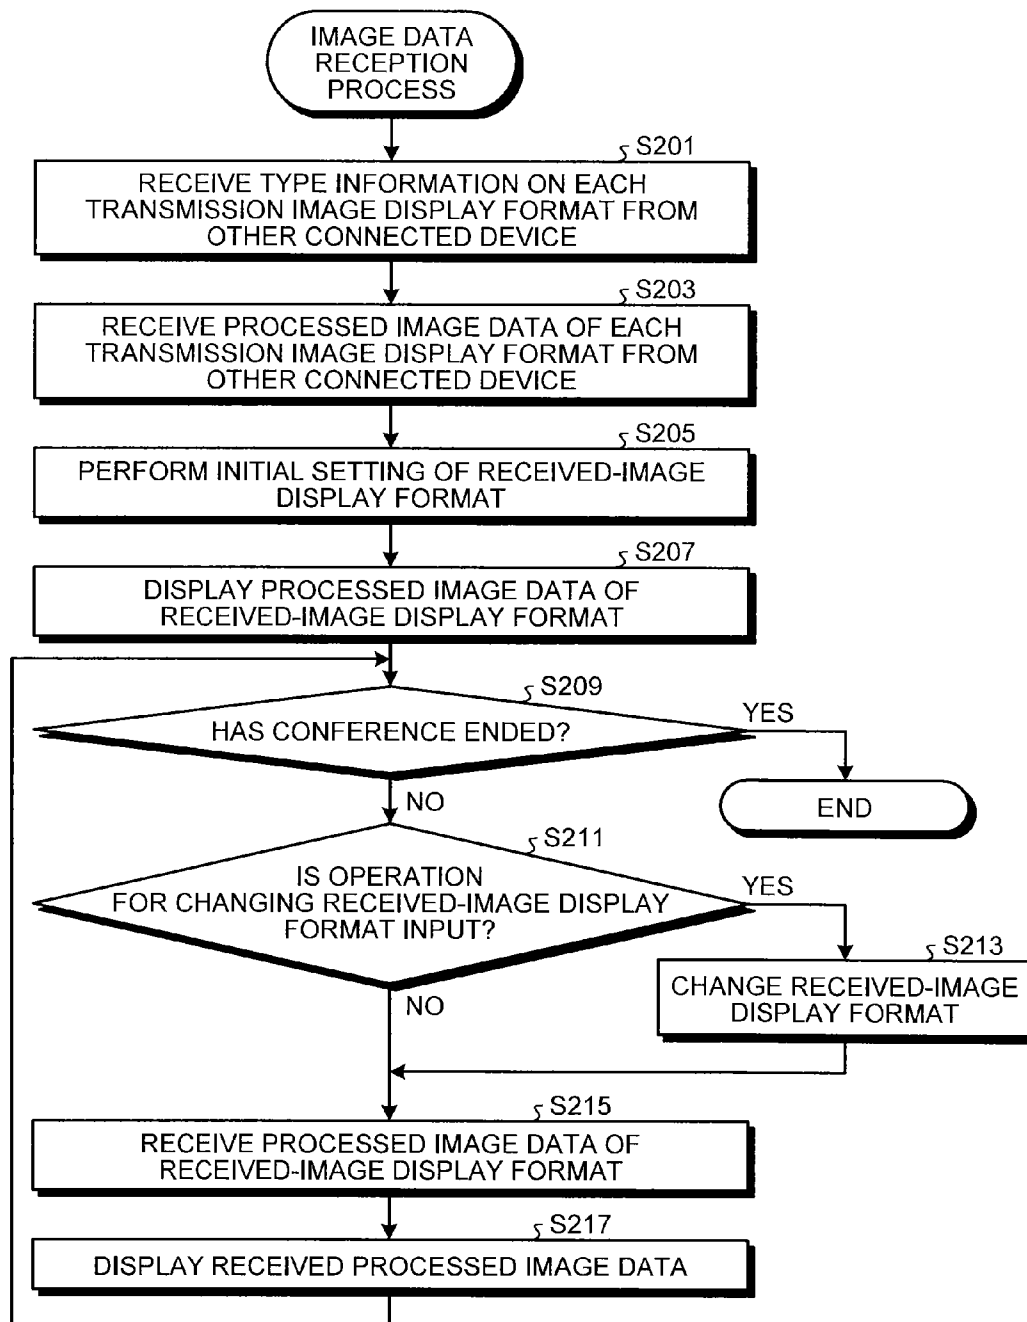 IMAGE DATA
RECEPTION
PROCESS
S201
RECEIVE TYPE INFORMATION ON EACH
TRANSMISSION IMAGE DISPLAY FORMAT FROM
OTHER CONNECTED DEVICE
S203
RECEIVE PROCESSED IMAGE DATA OF EACH
TRANSMISSION IMAGE DISPLAY FORMAT FROM
OTHER CONNECTED DEVICE
S205
PERFORM INITIAL SETTING OF RECEIVED-IMAGE
DISPLAY FORMAT
S207
DISPLAY PROCESSED IMAGE DATA OF
RECEIVED-IMAGE DISPLAY FORMAT
S209
HAS CONFERENCE ENDED?
YES
END
NO
S211
IS OPERATION
FOR CHANGING RECEIVED-IMAGE DISPLAY
FORMAT INPUT?
YES
S213
CHANGE RECEIVED-IMAGE
DISPLAY FORMAT
NO
S215
RECEIVE PROCESSED IMAGE DATA OF
RECEIVED-IMAGE DISPLAY FORMAT
S217
DISPLAY RECEIVED PROCESSED IMAGE DATA